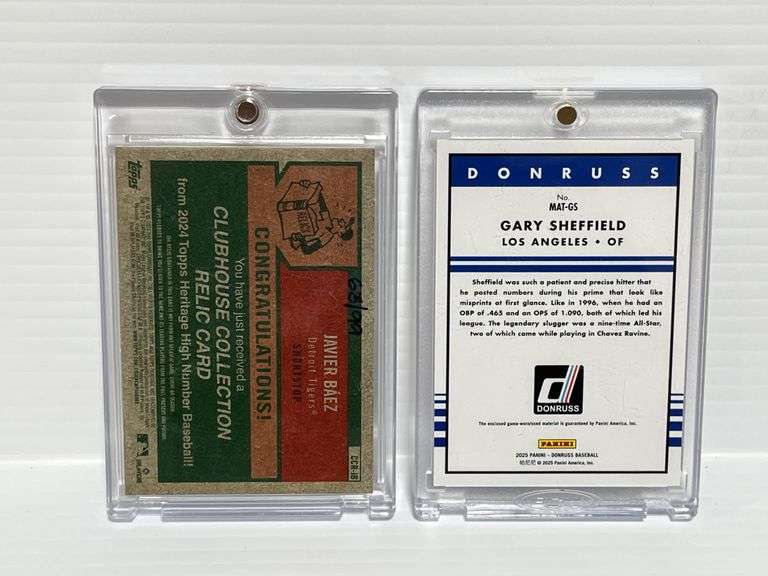 Topps
JAVIER BÁEZ
Detroit Tigers®
SHORTSTOP
CONGRATULATIONS!
You have just received a
CLUBHOUSE COLLECTION
RELIC CARD
from 2024 Topps Heritage High Number Baseball!
DONRUSS
No.
MAT-GS
GARY SHEFFIELD
LOS ANGELES • OF
Sheffield was such a patient and precise hitter that
he posted numbers during his prime that look like
misprints at first glance. Like in 1996, when he had an
OBP of .465 and an OPS of 1.090, both of which led his
league. The legendary slugger was a nine-time All-Star,
two of which came while playing in Chavez Ravine.
DONRUSS
The enclosed game-worn/used material is guaranteed by Panini America, Inc.
PANINI
2025 PANINI - DONRUSS BASEBALL
帕尼尼 © 2025 Panini America, Inc.